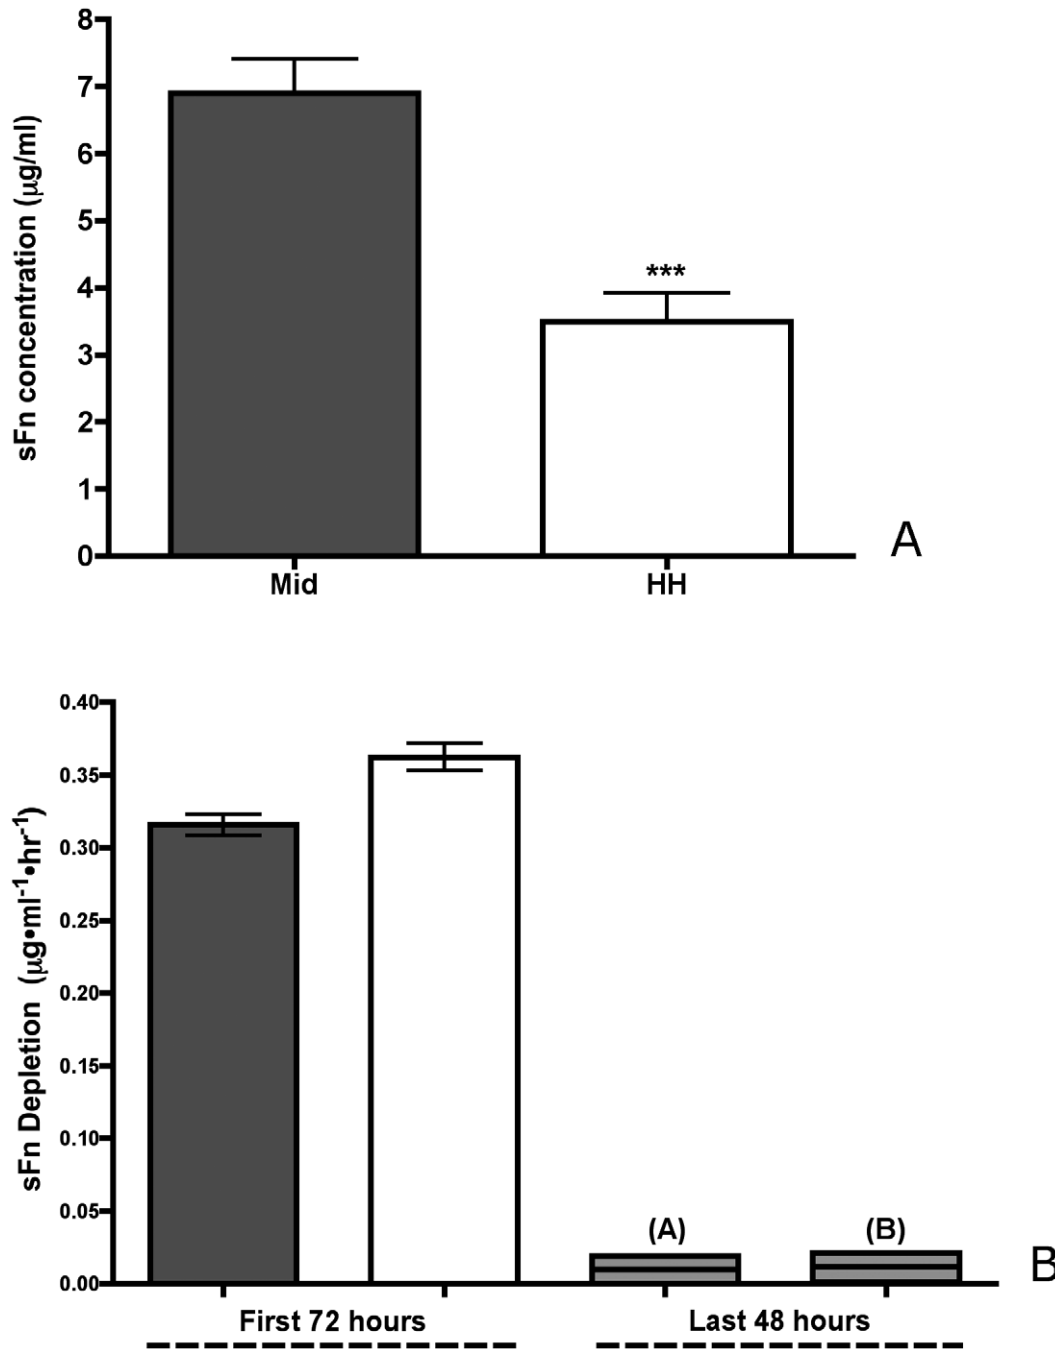 8
7
6
5
4
3
2
1
0
sFn concentration (μg/ml)
***
Mid
HH
A
0.40
0.35
0.30
0.25
0.20
0.15
0.10
0.05
0.00
sFn Depletion (μg•ml⁻¹•hr⁻¹)
(A)
(B)
First 72 hours
Last 48 hours
B